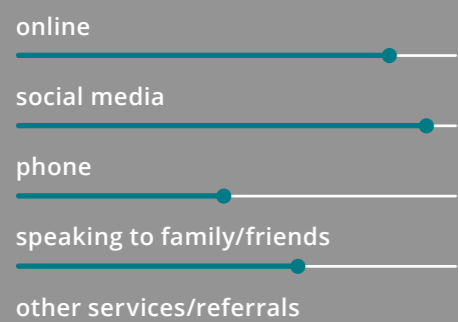 online
social media
phone
speaking to family/friends
other services/referrals